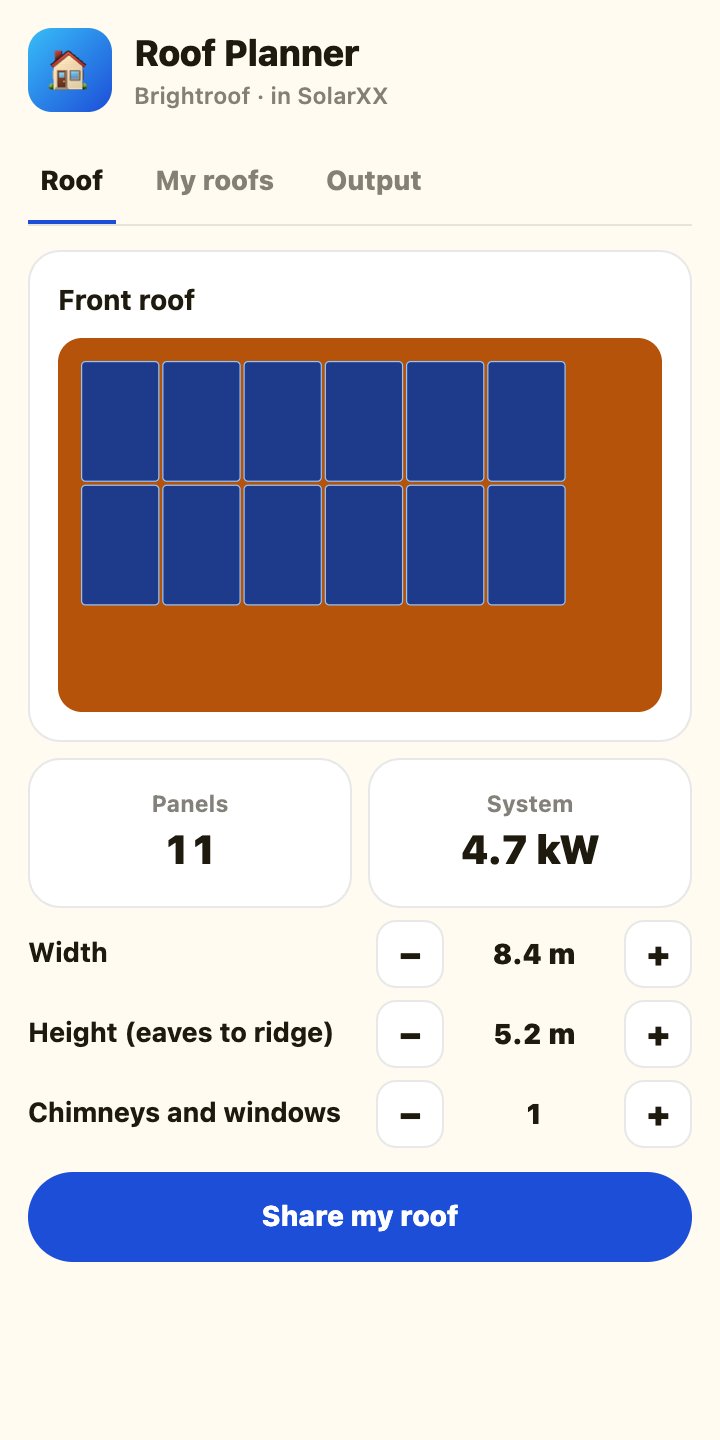 Roof Planner
Brightroof · in SolarXX
Roof My roofs Output
Front roof
Panels
11
System
4.7 kW
Width − 8.4 m +
Height (eaves to ridge) − 5.2 m +
Chimneys and windows − 1 +
Share my roof